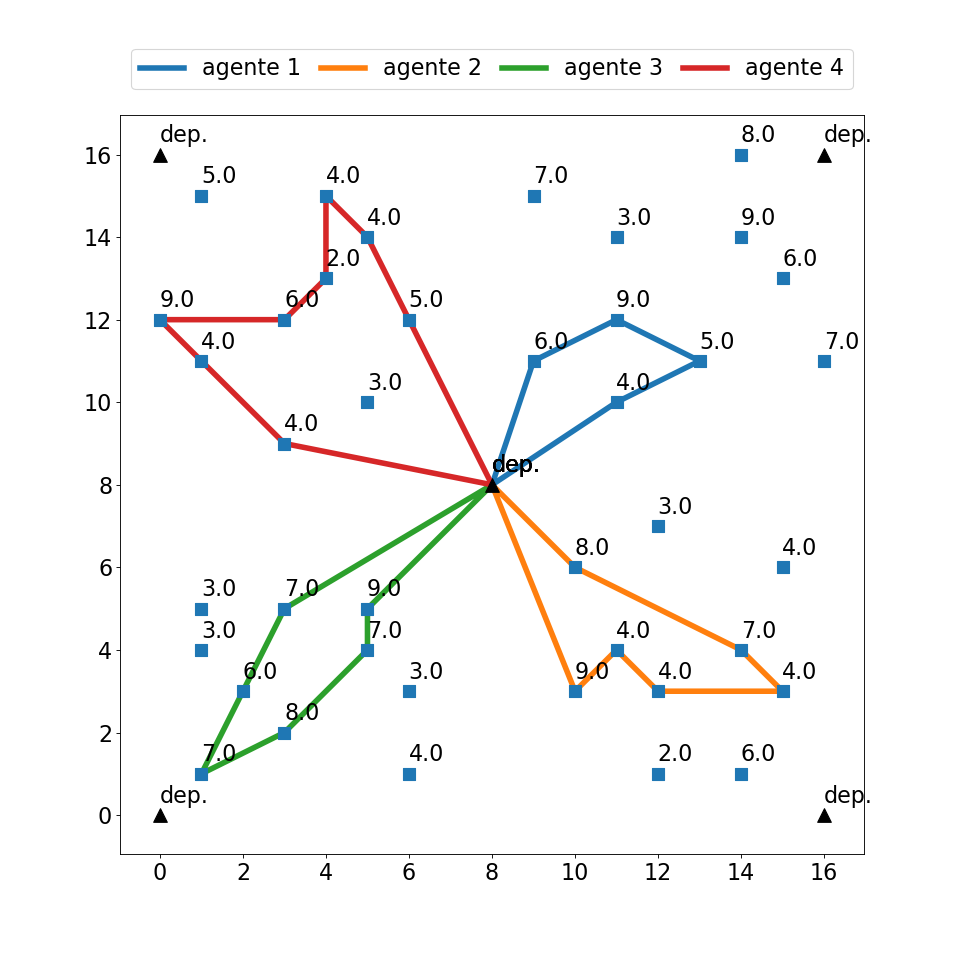 agente 1 agente 2 agente 3 agente 4
dep. 8.0 dep.
16
5.0 4.0 7.0
4.0 3.0 9.0
14
2.0 6.0
9.0 6.0 5.0 9.0
12
4.0 6.0 5.0 7.0
3.0 4.0
10
4.0
dep. dep.
8
3.0
8.0 4.0
6
3.0 7.0 9.0
3.0 7.0 4.0 7.0
4
6.0 3.0 9.0 4.0 4.0
8.0
2
7.0 4.0 2.0 6.0
dep. dep.
0
0 2 4 6 8 10 12 14 16